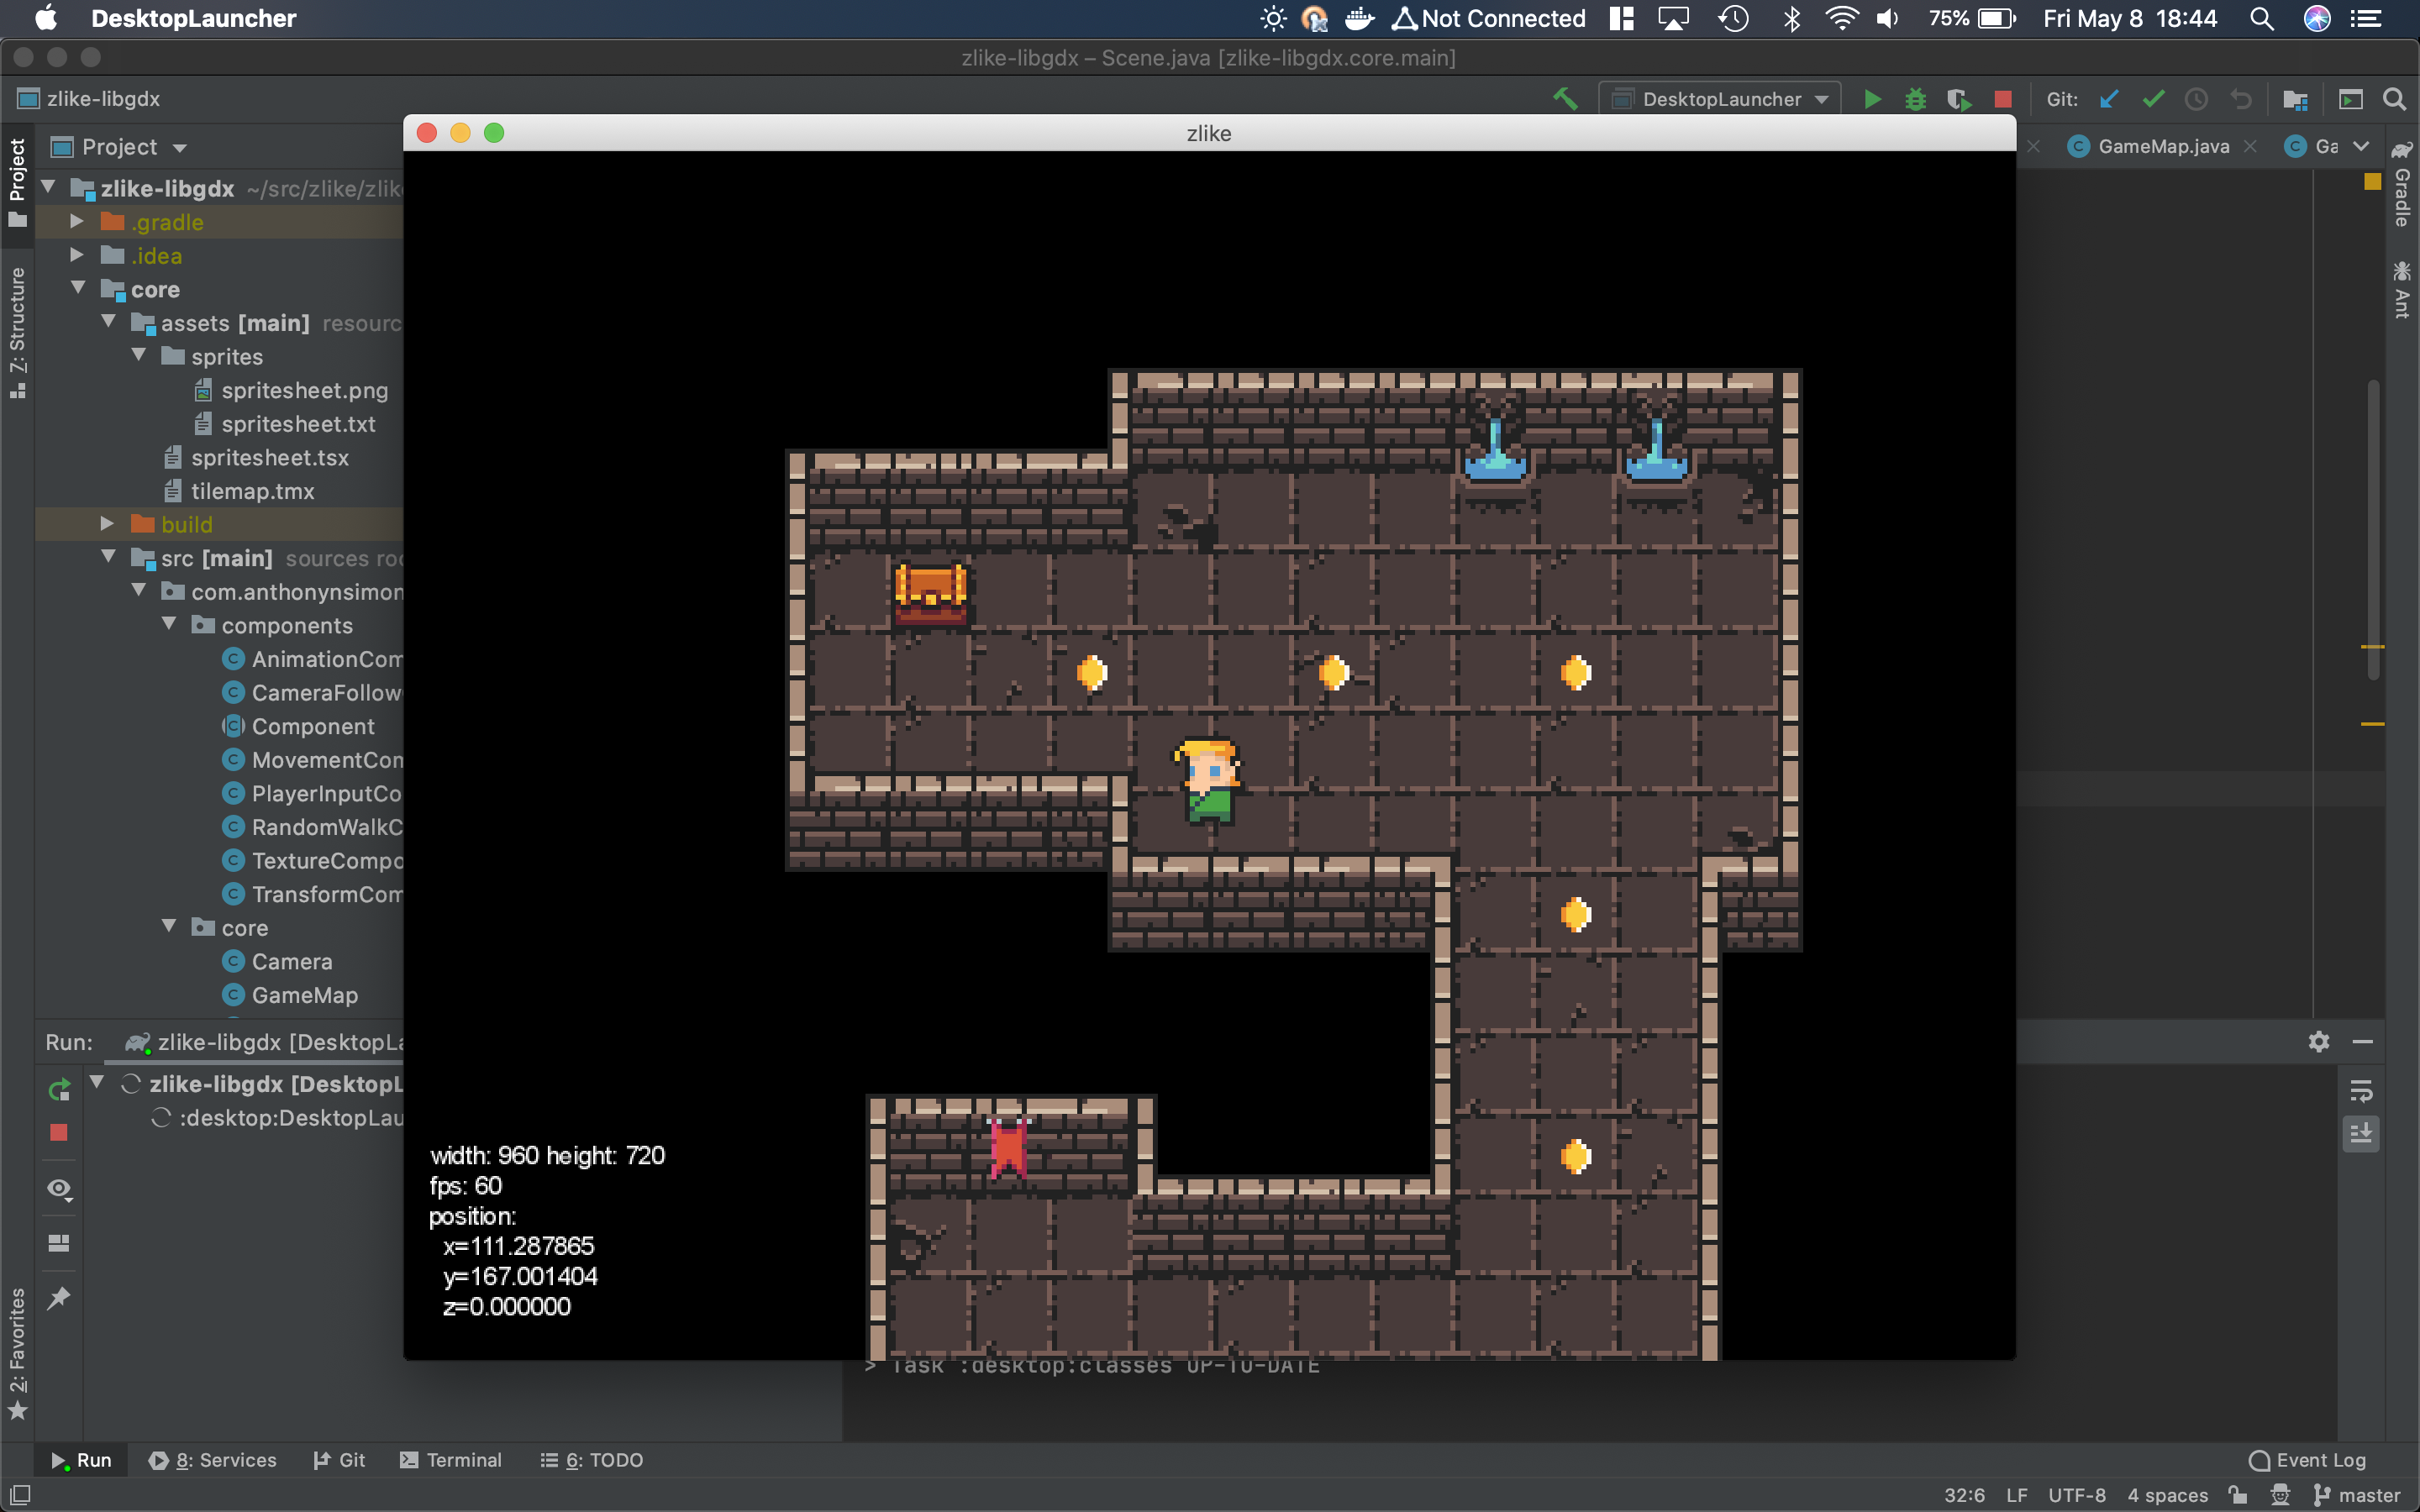 DesktopLauncher
Not Connected
75%
Fri May 8 18:44
zlike-libgdx – Scene.java [zlike-libgdx.core.main]
zlike-libgdx
DesktopLauncher
Git:
Project
zlike
GameMap.java
Ga
Project
Z: Structure
2: Favorites
Gradle
Ant
zlike-libgdx ~/src/zlike/zlik
.gradle
.idea
core
assets [main] resourc
sprites
spritesheet.png
spritesheet.txt
spritesheet.tsx
tilemap.tmx
build
src [main] sources ro
com.anthonynsimon
components
AnimationCom
CameraFollow
Component
MovementCom
PlayerInputCo
RandomWalkC
TextureCompo
TransformCom
core
Camera
GameMap
Run:
zlike-libgdx [DesktopLa
zlike-libgdx [DesktopL
:desktop:DesktopLau
width: 960 height: 720
fps: 60
position:
x=111.287865
y=167.001404
z=0.000000
> Task :desktop:classes UP-TO-DATE
Run
8: Services
Git
Terminal
6: TODO
Event Log
32:6
LF
UTF-8
4 spaces
master